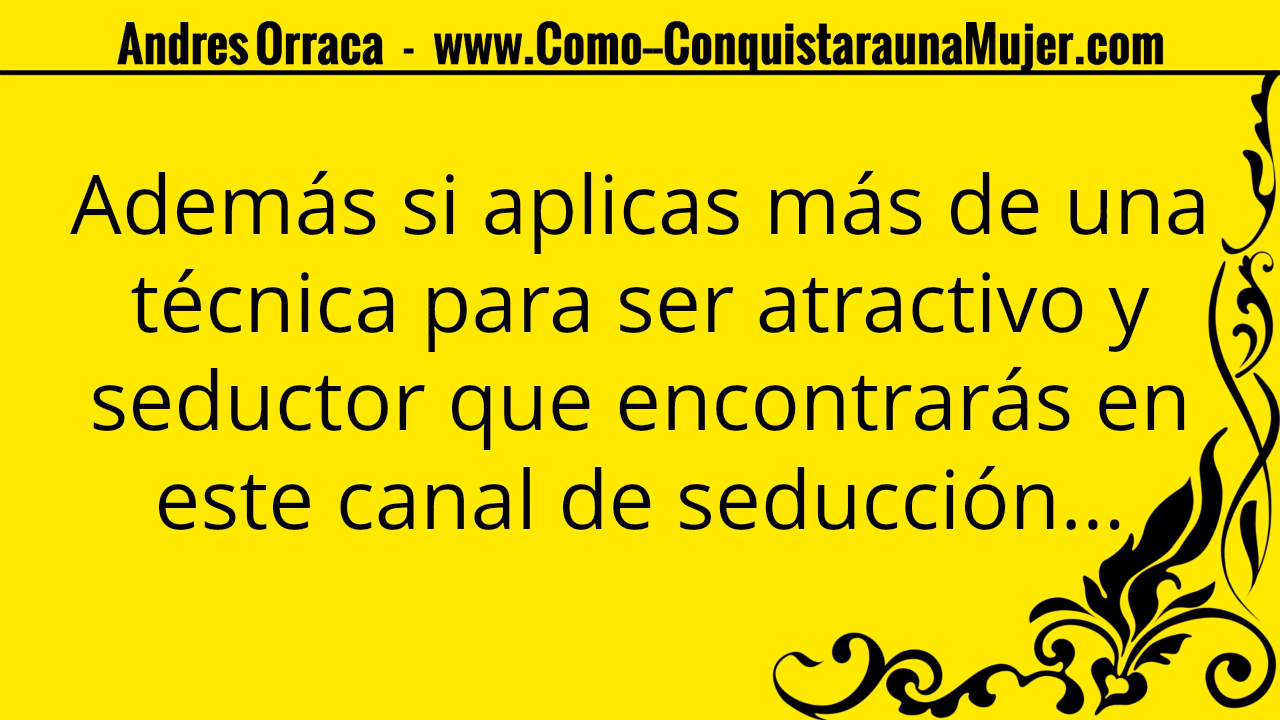 Andres Orraca - www.Como--ConquistaraunaMujer.com
Además si aplicas más de una
técnica para ser atractivo y
seductor que encontrarás en
este canal de seducción...